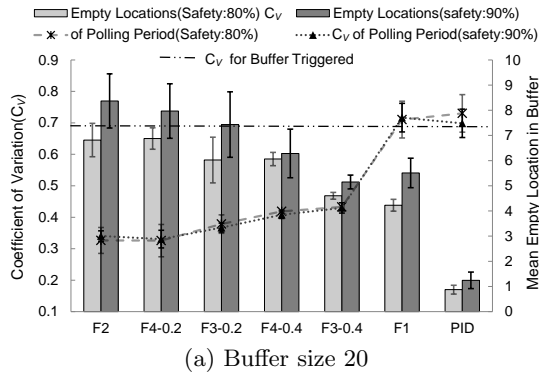 Empty Locations(Safety:80%) Cv Empty Locations(safety:90%)
of Polling Period(Safety:80%) Cv of Polling Period(safety:90%)
Cv for Buffer Triggered
Coefficient of Variation(Cv)
0.9
0.8
0.7
0.6
0.5
0.4
0.3
0.2
0.1
10
9
8
7
6
5
4
3
2
1
0
Mean Empty Location in Buffer
F2 F4-0.2 F3-0.2 F4-0.4 F3-0.4 F1 PID
(a) Buffer size 20